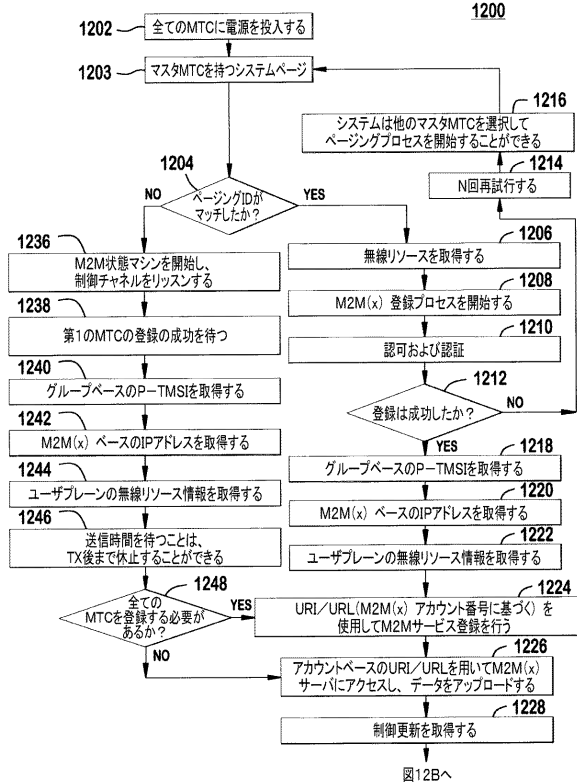 1200
1202
全てのMTCに電源を投入する
1203
マスタMTCを持つシステムページ
1216
システムは他のマスタMTCを選択して
ページングプロセスを開始することができる
1214
N回再試行する
1204
ページングIDが
マッチしたか？
NO
YES
1236
M2M状態マシンを開始し、
制御チャネルをリッスンする
1238
第1のMTCの登録の成功を待つ
1240
グループベースのP−TMSIを取得する
1242
M2M(x) ベースのIPアドレスを取得する
1244
ユーザプレーンの無線リソース情報を取得する
1246
送信時間を待つことは、
TX後まで休止することができる
1248
全ての
MTCを登録する必要が
あるか？
YES
NO
1206
無線リソースを取得する
1208
M2M(x) 登録プロセスを開始する
1210
認可および認証
1212
登録は成功したか？
NO
YES
1218
グループベースのP−TMSIを取得する
1220
M2M(x) ベースのIPアドレスを取得する
1222
ユーザプレーンの無線リソース情報を取得する
1224
URI／URL(M2M(x) アカウント番号に基づく) を
使用してM2Mサービス登録を行う
1226
アカウントベースのURI／URLを用いてM2M(x)
サーバにアクセスし、データをアップロードする
1228
制御更新を取得する
図12Bへ